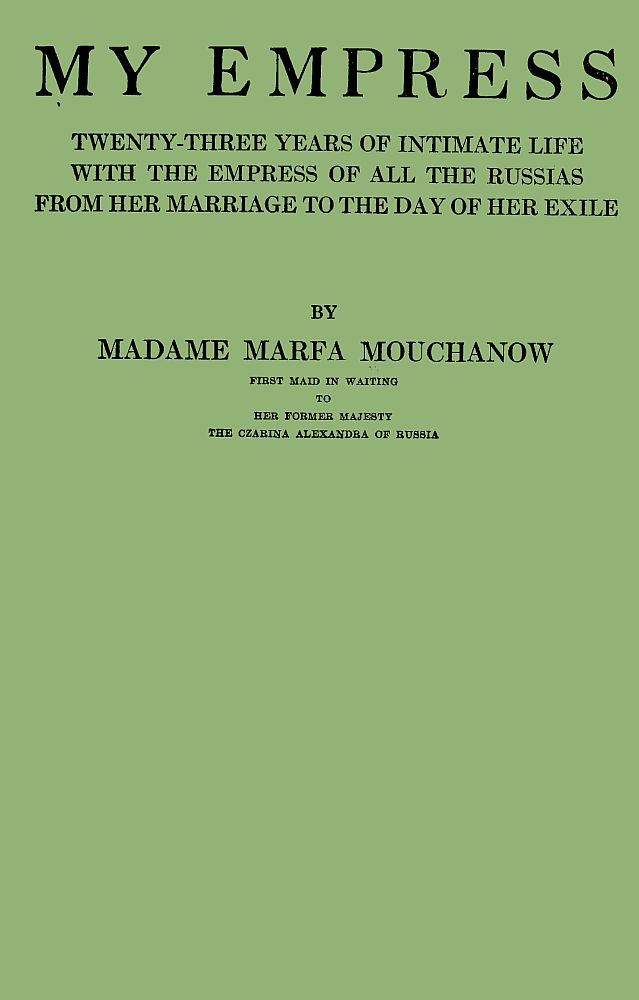 MY EMPRESS
TWENTY-THREE YEARS OF INTIMATE LIFE
WITH THE EMPRESS OF ALL THE RUSSIAS
FROM HER MARRIAGE TO THE DAY OF HER EXILE
BY
MADAME MARFA MOUCHANOW
FIRST MAID IN WAITING
TO
HER FORMER MAJESTY
THE CZARINA ALEXANDRA OF RUSSIA